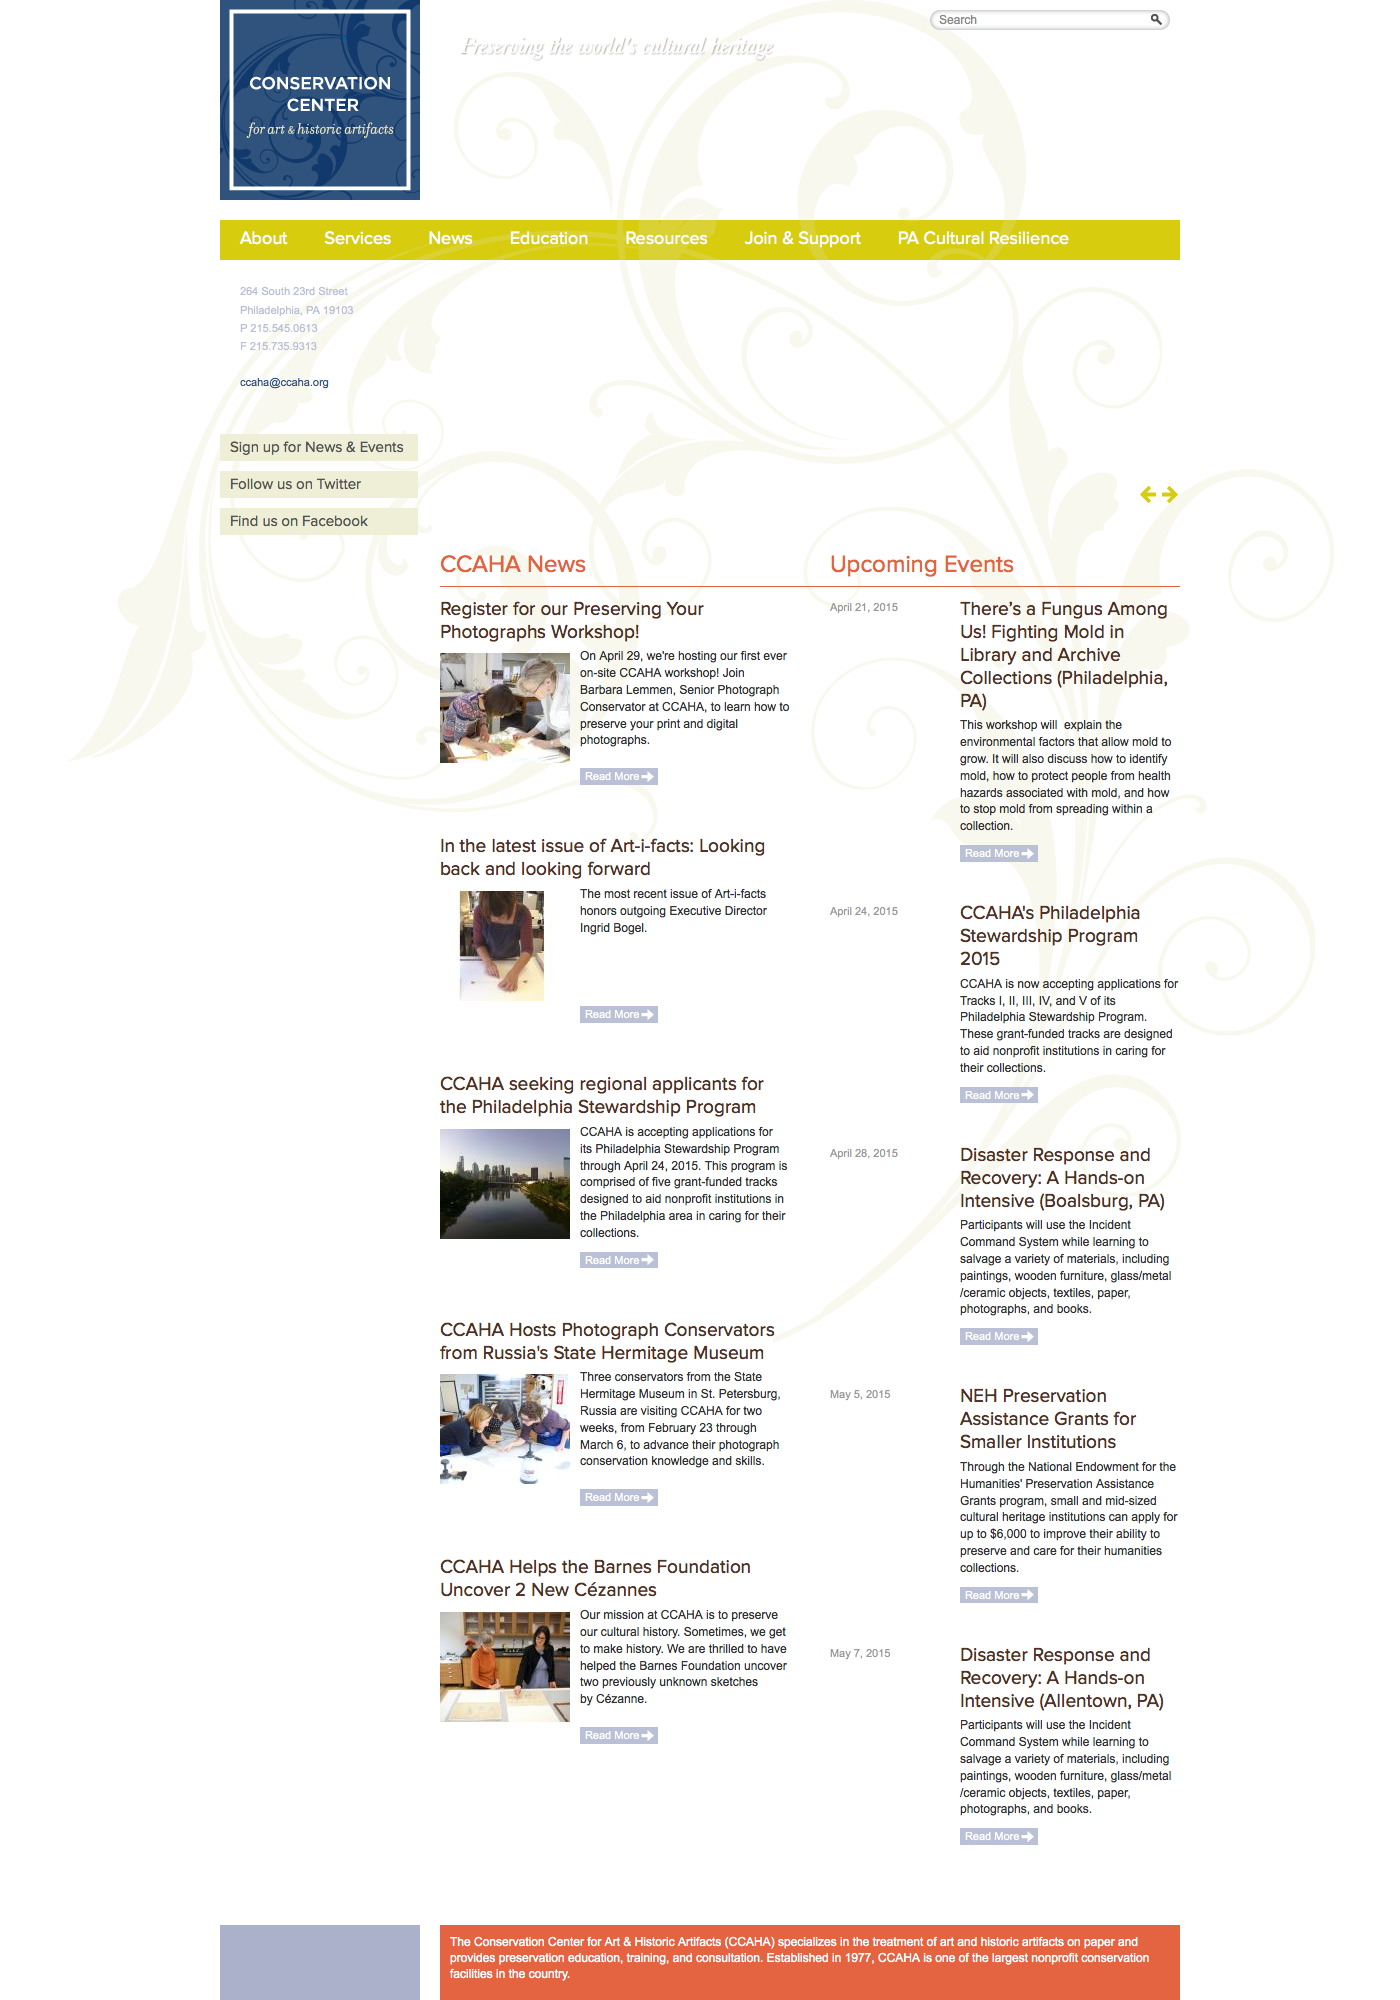 CONSERVATION
CENTER
for art & historic artifacts
Preserving the world's cultural heritage
Search
About Services News Education Resources Join & Support PA Cultural Resilience
264 South 23rd Street
Philadelphia, PA 19103
P 215.545.0613
F 215.735.9313
ccaha@ccaha.org
Sign up for News & Events
Follow us on Twitter
Find us on Facebook
CCAHA News
Register for our Preserving Your
Photographs Workshop!
On April 29, we're hosting our first ever
on-site CCAHA workshop! Join
Barbara Lemmen, Senior Photograph
Conservator at CCAHA, to learn how to
preserve your print and digital
photographs.
Read More
In the latest issue of Art-i-facts: Looking
back and looking forward
The most recent issue of Art-i-facts
honors outgoing Executive Director
Ingrid Bogel.
Read More
CCAHA seeking regional applicants for
the Philadelphia Stewardship Program
CCAHA is accepting applications for
its Philadelphia Stewardship Program
through April 24, 2015. This program is
comprised of five grant-funded tracks
designed to aid nonprofit institutions in
the Philadelphia area in caring for their
collections.
Read More
CCAHA Hosts Photograph Conservators
from Russia's State Hermitage Museum
Three conservators from the State
Hermitage Museum in St. Petersburg,
Russia are visiting CCAHA for two
weeks, from February 23 through
March 6, to advance their photograph
conservation knowledge and skills.
Read More
CCAHA Helps the Barnes Foundation
Uncover 2 New Cézannes
Our mission at CCAHA is to preserve
our cultural history. Sometimes, we get
to make history. We are thrilled to have
helped the Barnes Foundation uncover
two previously unknown sketches
by Cézanne.
Read More
Upcoming Events
April 21, 2015
There’s a Fungus Among
Us! Fighting Mold in
Library and Archive
Collections (Philadelphia,
PA)
This workshop will explain the
environmental factors that allow mold to
grow. It will also discuss how to identify
mold, how to protect people from health
hazards associated with mold, and how
to stop mold from spreading within a
collection.
Read More
April 24, 2015
CCAHA's Philadelphia
Stewardship Program
2015
CCAHA is now accepting applications for
Tracks I, II, III, IV, and V of its
Philadelphia Stewardship Program.
These grant-funded tracks are designed
to aid nonprofit institutions in caring for
their collections.
Read More
April 28, 2015
Disaster Response and
Recovery: A Hands-on
Intensive (Boalsburg, PA)
Participants will use the Incident
Command System while learning to
salvage a variety of materials, including
paintings, wooden furniture, glass/metal
/ceramic objects, textiles, paper,
photographs, and books.
Read More
May 5, 2015
NEH Preservation
Assistance Grants for
Smaller Institutions
Through the National Endowment for the
Humanities' Preservation Assistance
Grants program, small and mid-sized
cultural heritage institutions can apply for
up to $6,000 to improve their ability to
preserve and care for their humanities
collections.
Read More
May 7, 2015
Disaster Response and
Recovery: A Hands-on
Intensive (Allentown, PA)
Participants will use the Incident
Command System while learning to
salvage a variety of materials, including
paintings, wooden furniture, glass/metal
/ceramic objects, textiles, paper,
photographs, and books.
Read More
The Conservation Center for Art & Historic Artifacts (CCAHA) specializes in the treatment of art and historic artifacts on paper and
provides preservation education, training, and consultation. Established in 1977, CCAHA is one of the largest nonprofit conservation
facilities in the country.